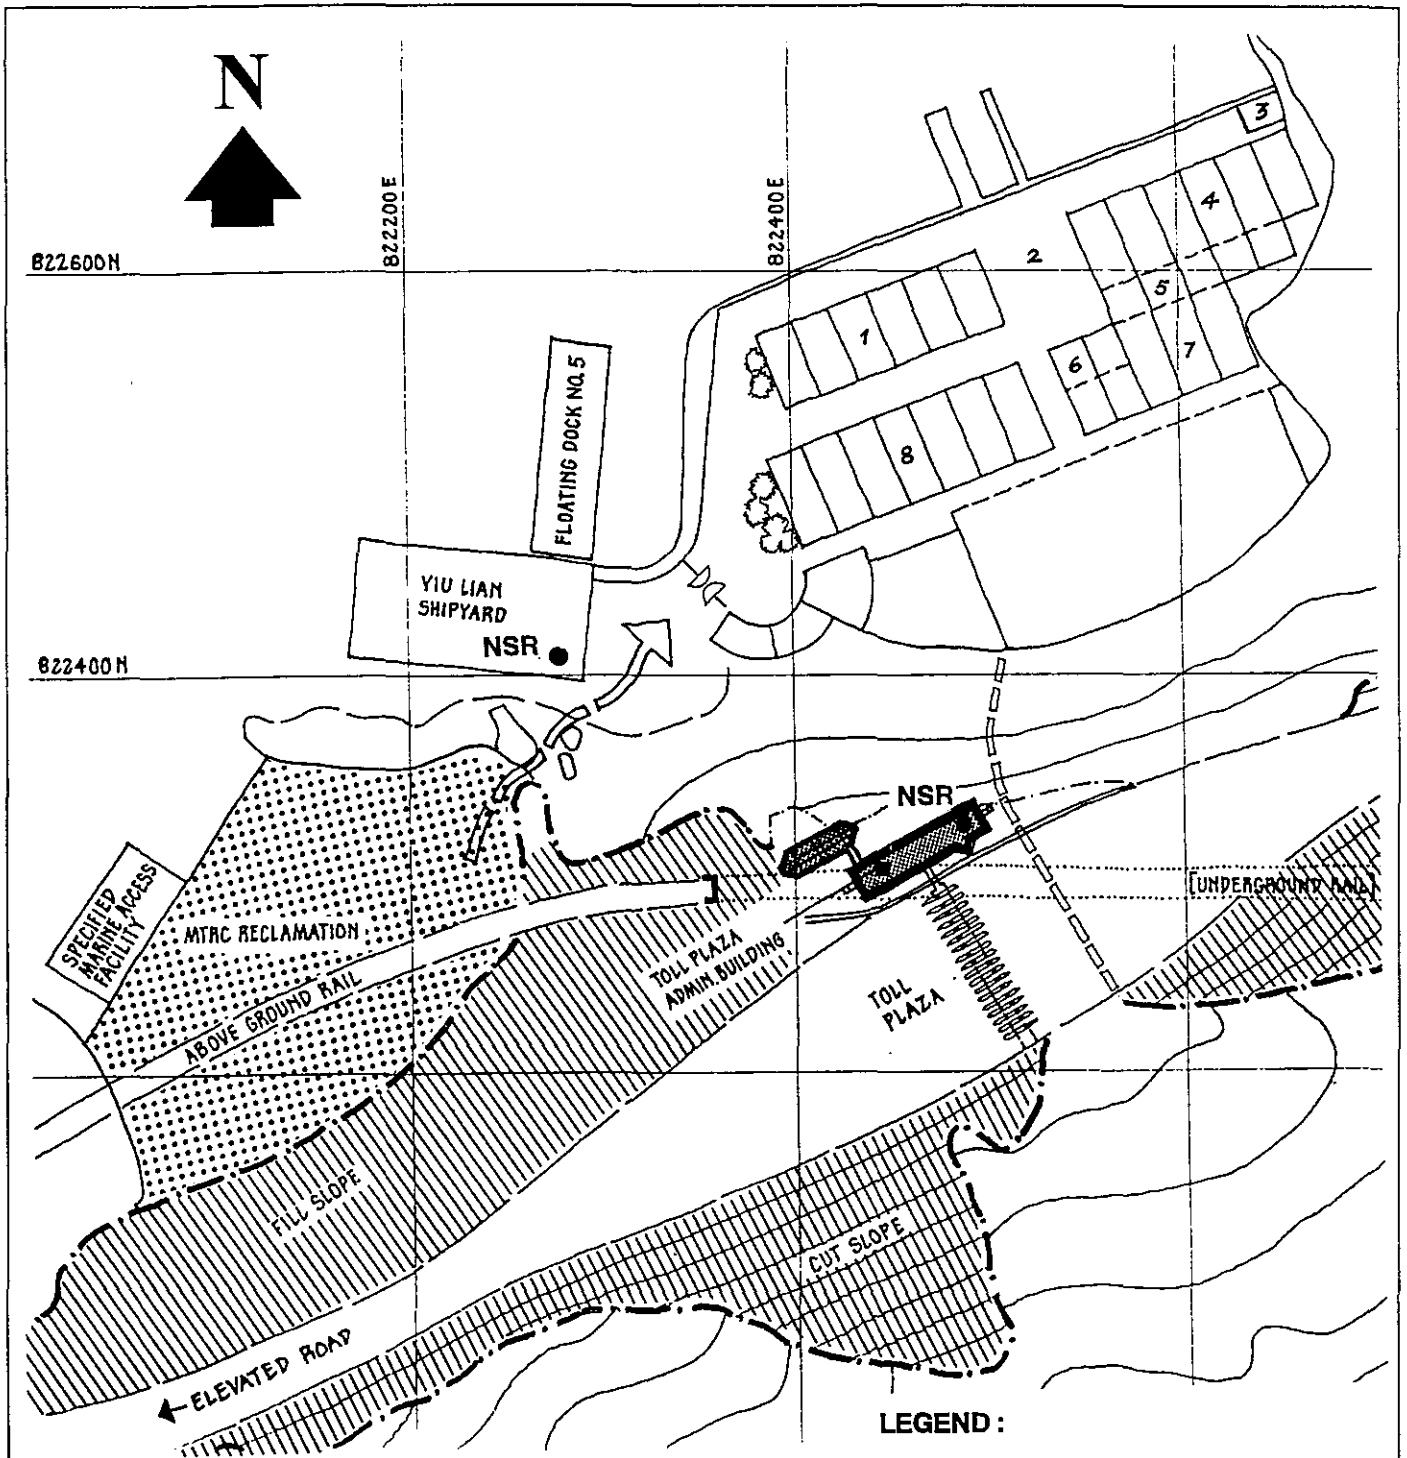 N
822200E
822400E
822600N
3
4
2
5
1
7
6
FLOATING DOCK NO.5
8
YIU LIAN
SHIPYARD
NSR
822400N
NSR
[UNDERGROUND RAIL]
SPECIFIED
MARINE ACCESS
FACILITY
MTRC RECLAMATION
ABOVE GROUND RAIL
TOLL PLAZA
ADMIN. BUILDING
TOLL
PLAZA
FILL SLOPE
CUT SLOPE
ELEVATED ROAD
LEGEND :